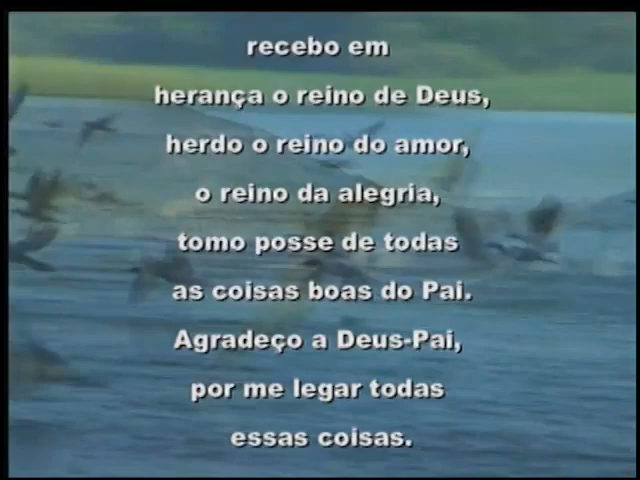 recebo em
herança o reino de Deus,
herdo o reino do amor,
o reino da alegria,
tomo posse de todas
as coisas boas do Pai.
Agradeço a Deus-Pai,
por me legar todas
essas coisas.